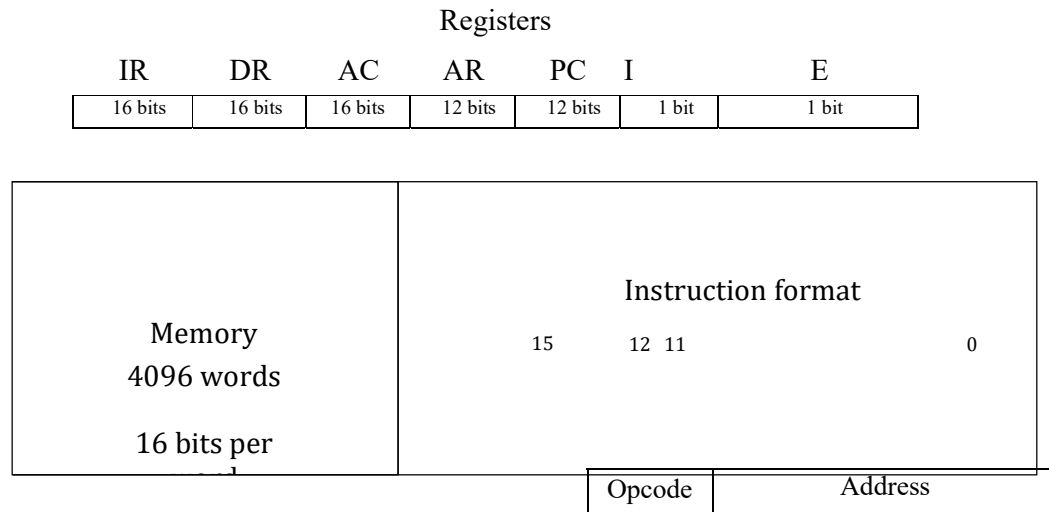 Registers
IR DR AC AR PC I E
16 bits 16 bits 16 bits 12 bits 12 bits 1 bit 1 bit
Instruction format
Memory
15 12 11 0
4096 words
16 bits per
Opcode Address